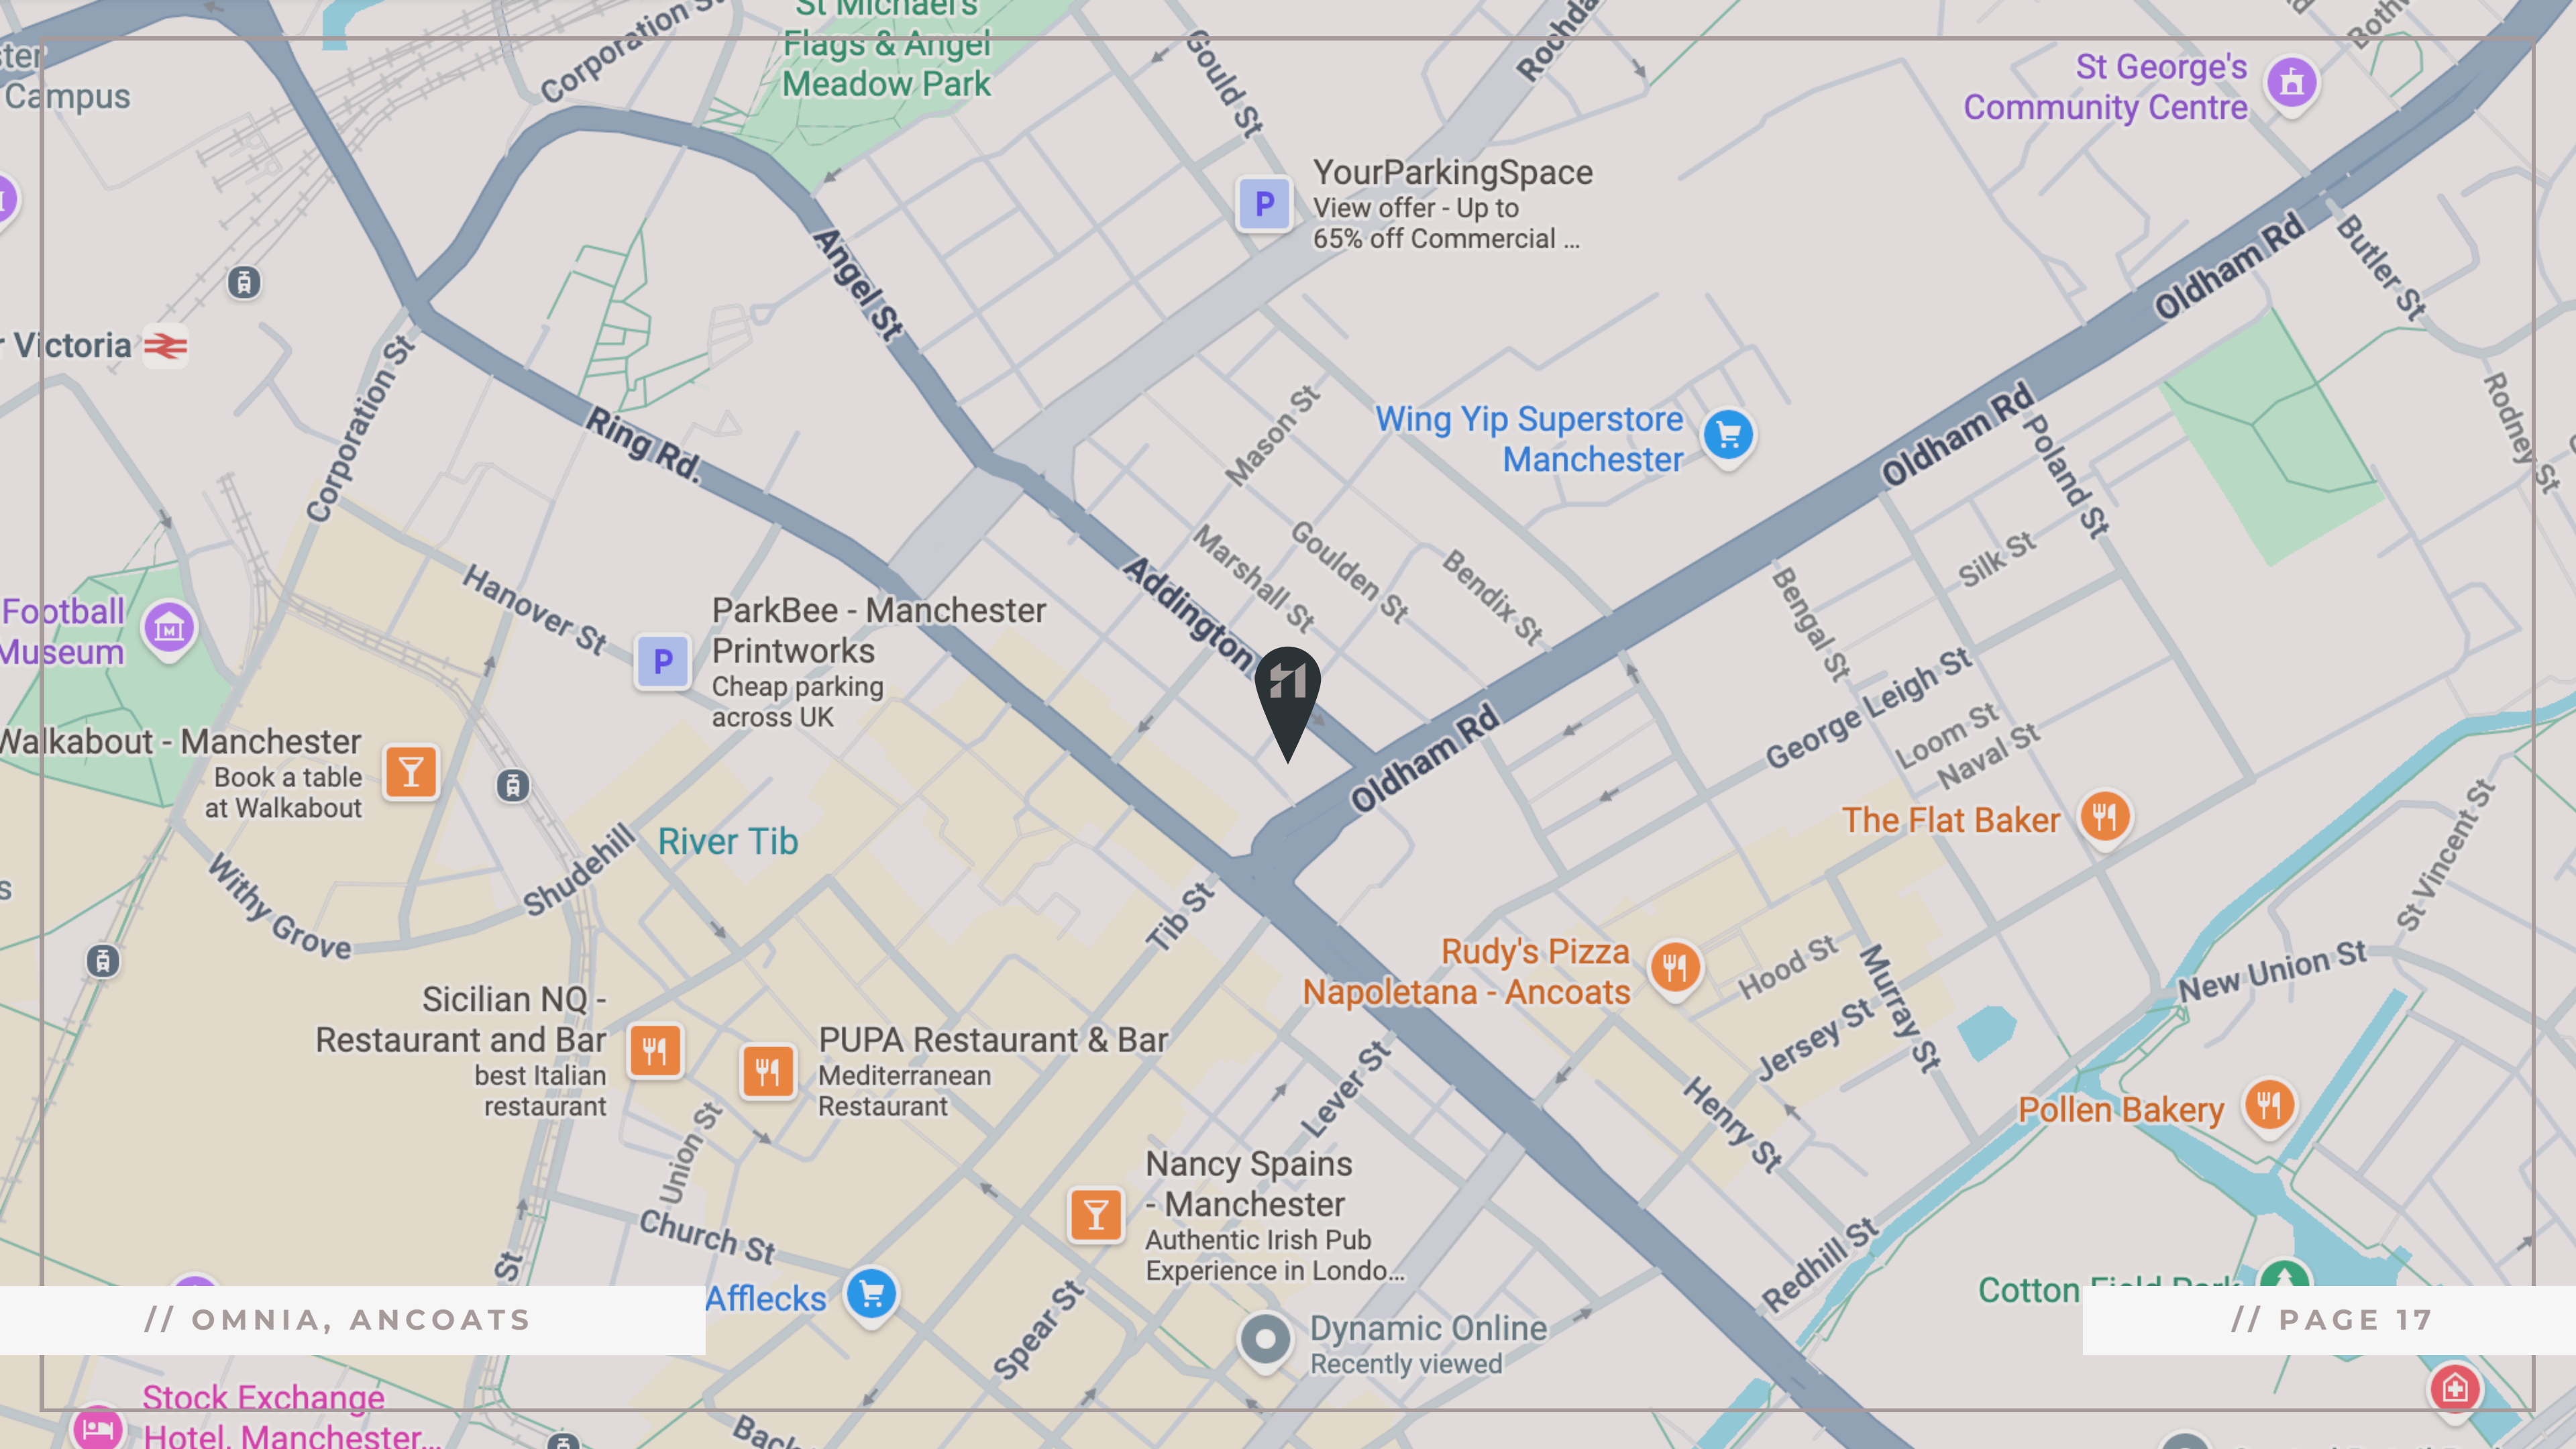 St Michael's
Flags & Angel
Meadow Park
Corporation St
Gould St
Rochda
Both
St George's
Community Centre
ster
Campus
YourParkingSpace
View offer - Up to
65% off Commercial ...
Angel St
Oldham Rd
Butler St
r Victoria
Corporation St
Ring Rd.
Mason St
Wing Yip Superstore
Manchester
Oldham Rd
Poland St
Rodney St
Hanover St
Marshall St
Goulden St
Bendix St
Silk St
Bengal St
Addington
Football
Museum
ParkBee - Manchester
Printworks
Cheap parking
across UK
George Leigh St
Loom St
Naval St
Oldham Rd
Walkabout - Manchester
Book a table
at Walkabout
River Tib
The Flat Baker
St Vincent St
Shudehill
Withy Grove
s
Tib St
Rudy's Pizza
Napoletana - Ancoats
Hood St
Murray St
New Union St
Jersey St
Sicilian NQ -
Restaurant and Bar
best Italian
restaurant
PUPA Restaurant & Bar
Mediterranean
Restaurant
Lever St
Henry St
Pollen Bakery
Union St
Nancy Spains
- Manchester
Authentic Irish Pub
Experience in Londo...
Church St
St
Redhill St
Cotton Field Park
Afflecks
Spear St
Dynamic Online
Recently viewed
// OMNIA, ANCOATS
// PAGE 17
Stock Exchange
Hotel, Manchester...
Back